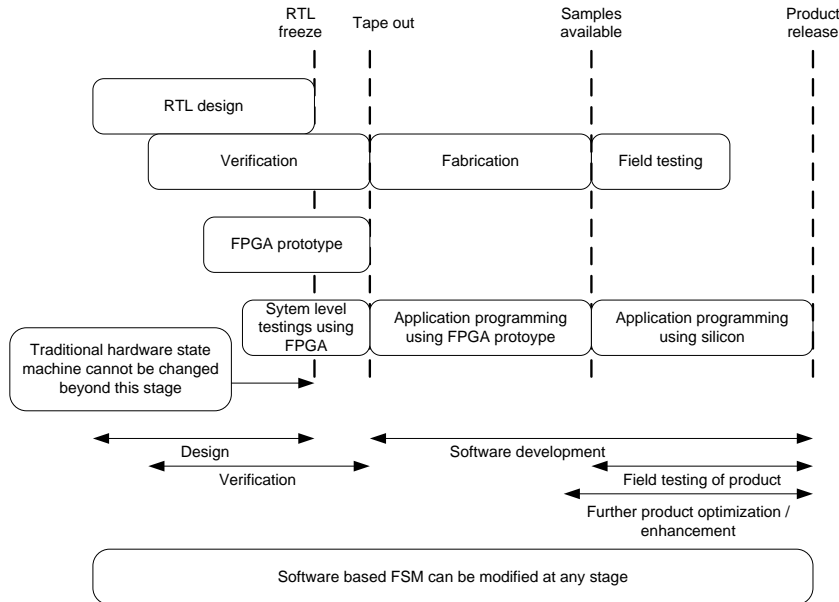 RTL
freeze
Tape out
Samples
available
Product
release
RTL design
Verification
Fabrication
Field testing
FPGA prototype
Sytem level
testings using
FPGA
Application programming
using FPGA protoype
Application programming
using silicon
Traditional hardware state
machine cannot be changed
beyond this stage
Design
Software development
Verification
Field testing of product
Further product optimization /
enhancement
Software based FSM can be modified at any stage